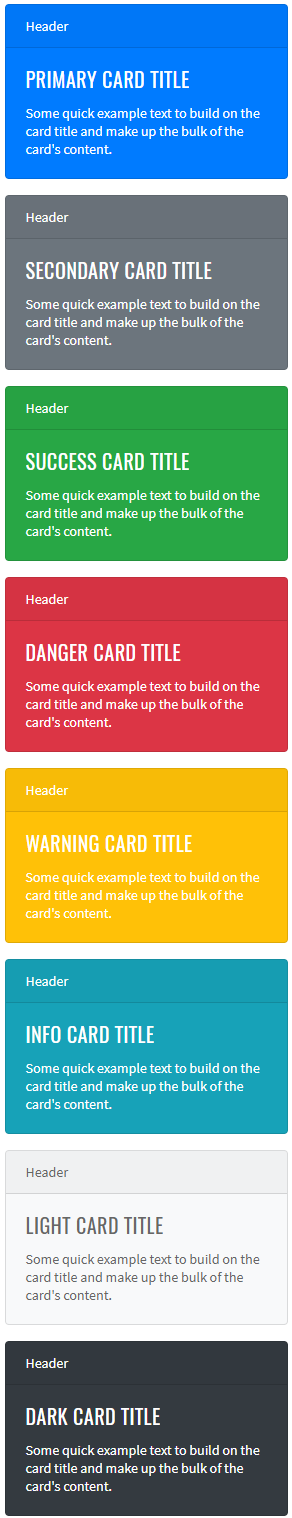 Header
PRIMARY CARD TITLE
Some quick example text to build on the
card title and make up the bulk of the
card's content.
Header
SECONDARY CARD TITLE
Some quick example text to build on the
card title and make up the bulk of the
card's content.
Header
SUCCESS CARD TITLE
Some quick example text to build on the
card title and make up the bulk of the
card's content.
Header
DANGER CARD TITLE
Some quick example text to build on the
card title and make up the bulk of the
card's content.
Header
WARNING CARD TITLE
Some quick example text to build on the
card title and make up the bulk of the
card's content.
Header
INFO CARD TITLE
Some quick example text to build on the
card title and make up the bulk of the
card's content.
Header
LIGHT CARD TITLE
Some quick example text to build on the
card title and make up the bulk of the
card's content.
Header
DARK CARD TITLE
Some quick example text to build on the
card title and make up the bulk of the
card's content.